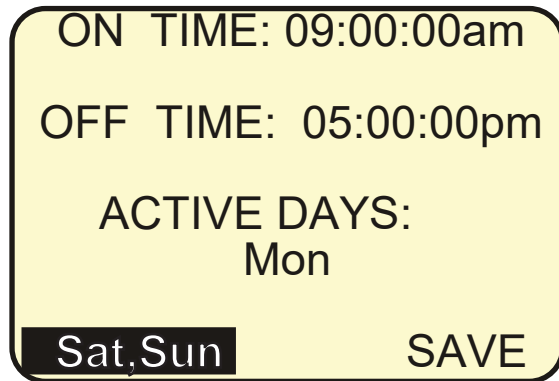 ON TIME: 09:00:00am
OFF TIME: 05:00:00pm
ACTIVE DAYS:
Mon
Sat,Sun SAVE